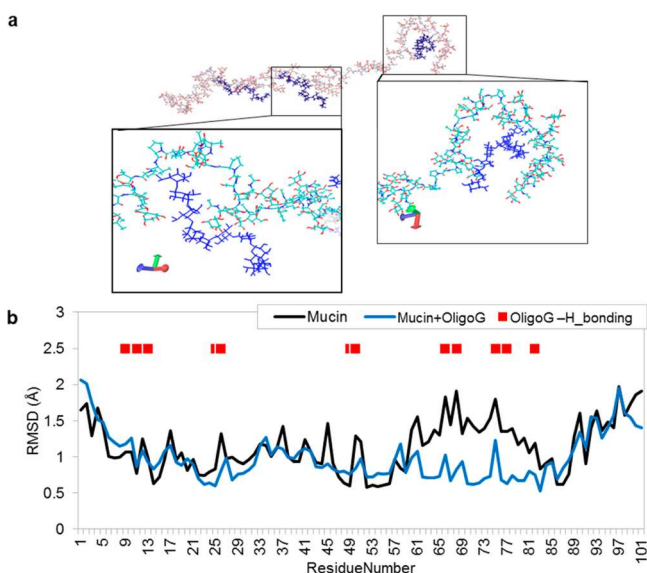 a
b
3
Mucin Mucin+OligoG OligoG –H_bonding
2.5
2
1.5
1
0.5
0
RMSD (Å)
1 5 9 13 17 21 25 29 33 37 41 45 49 53 57 61 65 69 73 77 81 85 89 93 97 101
ResidueNumber